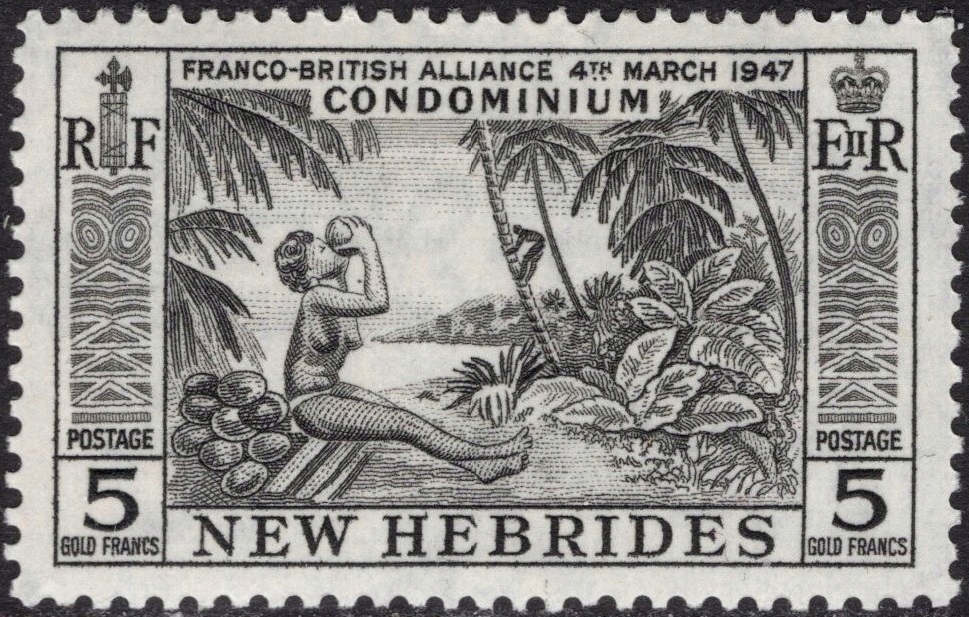 FRANCO-BRITISH ALLIANCE 4TH MARCH 1947
CONDOMINIUM
RF
EIIR
POSTAGE
POSTAGE
5
GOLD FRANCS
5
GOLD FRANCS
NEW HEBRIDES